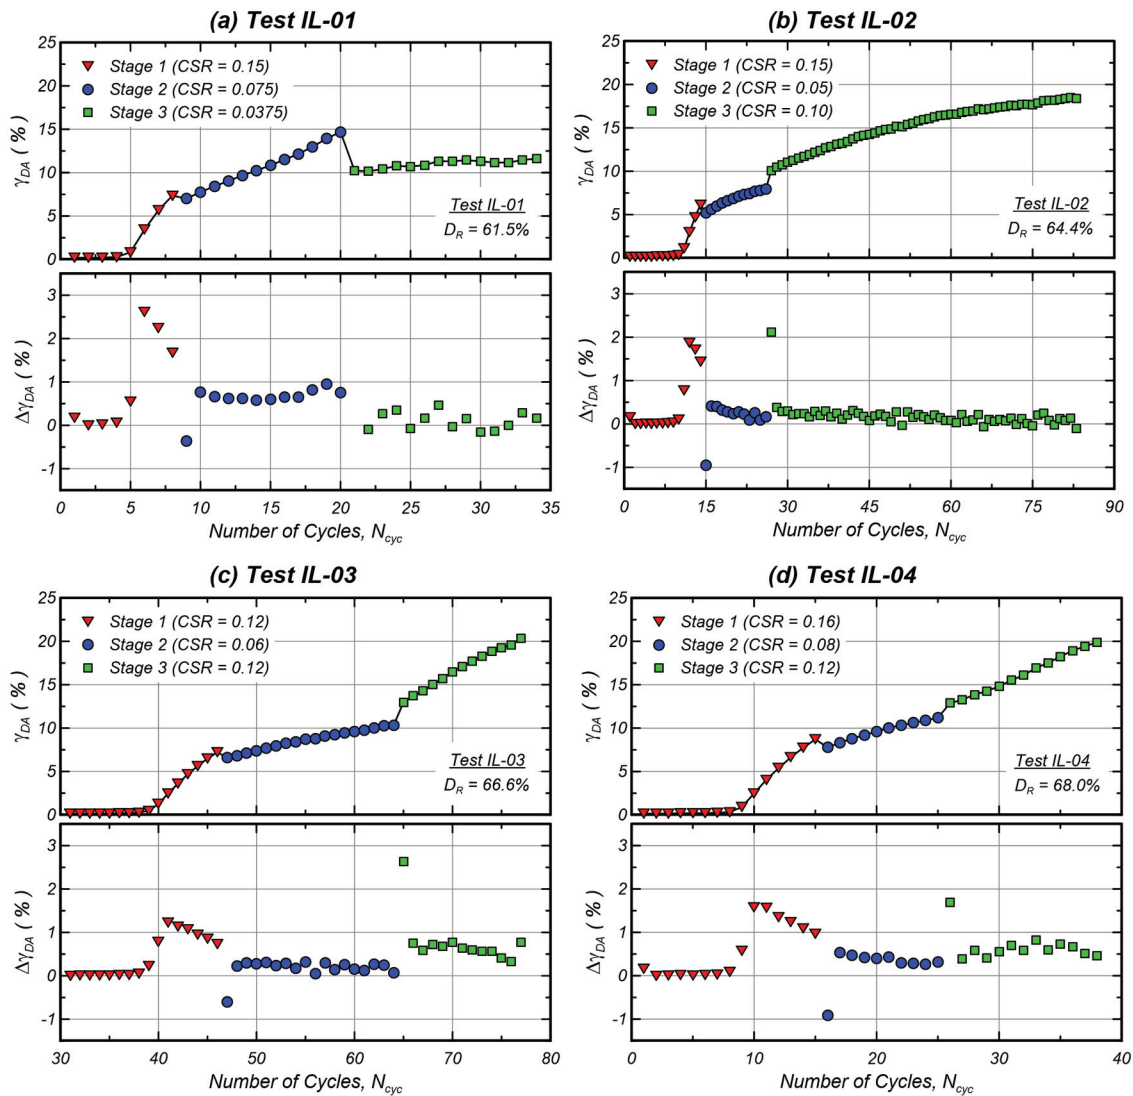 (a) Test IL-01
25
20
15
10
5
0
γDA ( % )
Stage 1 (CSR = 0.15)
Stage 2 (CSR = 0.075)
Stage 3 (CSR = 0.0375)
Test IL-01
DR = 61.5%
3
2
1
0
-1
ΔγDA ( % )
0 5 10 15 20 25 30 35
Number of Cycles, Ncyc
(b) Test IL-02
25
20
15
10
5
0
γDA ( % )
Stage 1 (CSR = 0.15)
Stage 2 (CSR = 0.05)
Stage 3 (CSR = 0.10)
Test IL-02
DR = 64.4%
3
2
1
0
-1
ΔγDA ( % )
0 15 30 45 60 75 90
Number of Cycles, Ncyc
(c) Test IL-03
25
20
15
10
5
0
γDA ( % )
Stage 1 (CSR = 0.12)
Stage 2 (CSR = 0.06)
Stage 3 (CSR = 0.12)
Test IL-03
DR = 66.6%
3
2
1
0
-1
ΔγDA ( % )
30 40 50 60 70 80
Number of Cycles, Ncyc
(d) Test IL-04
25
20
15
10
5
0
γDA ( % )
Stage 1 (CSR = 0.16)
Stage 2 (CSR = 0.08)
Stage 3 (CSR = 0.12)
Test IL-04
DR = 68.0%
3
2
1
0
-1
ΔγDA ( % )
0 10 20 30 40
Number of Cycles, Ncyc